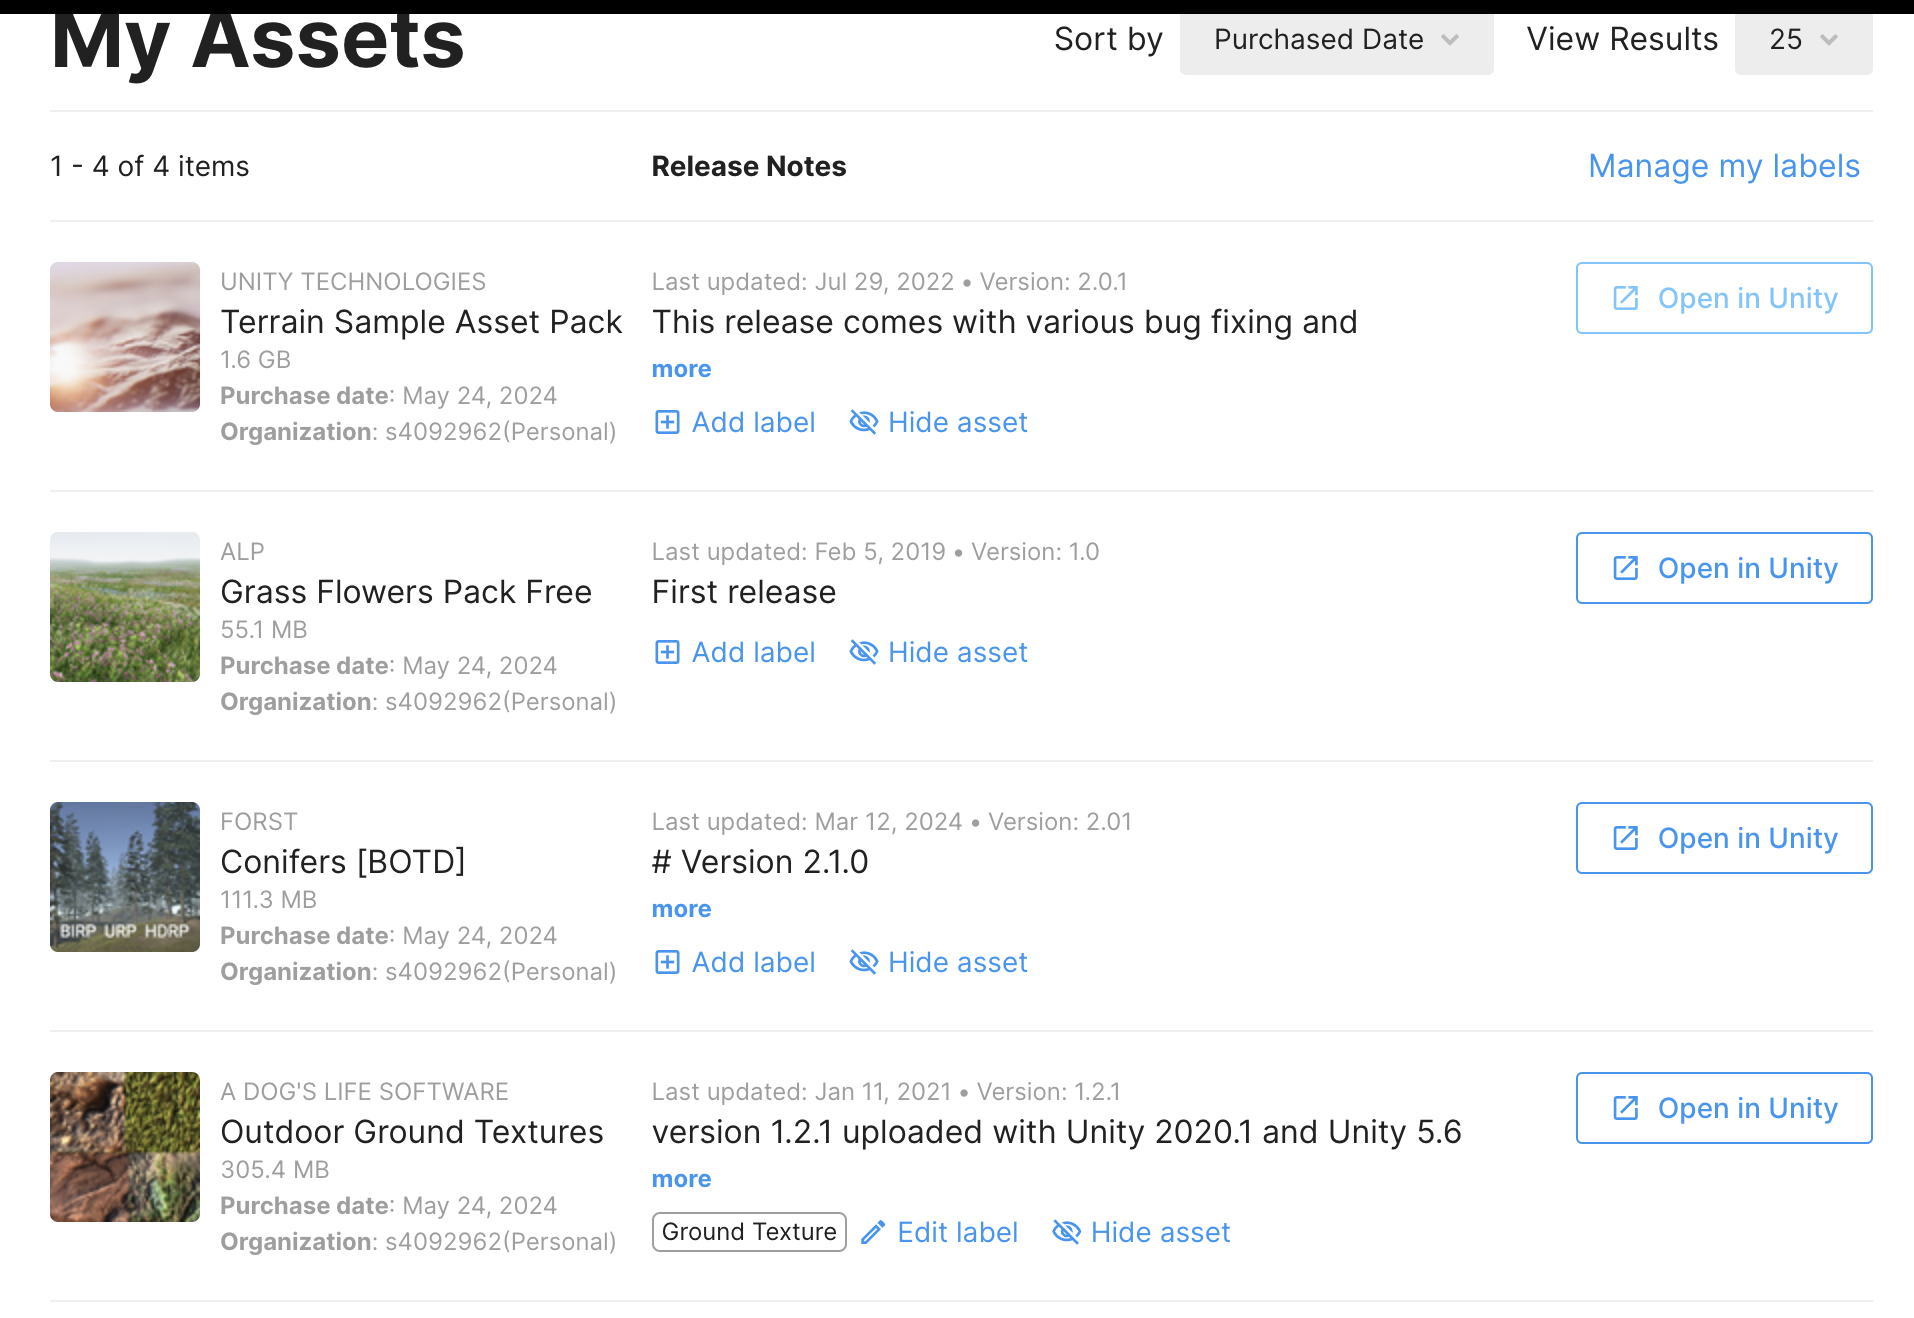 My Assets
Sort by Purchased Date View Results 25
1 - 4 of 4 items Release Notes Manage my labels
UNITY TECHNOLOGIES
Terrain Sample Asset Pack
1.6 GB
Purchase date: May 24, 2024
Organization: s4092962(Personal)
Last updated: Jul 29, 2022 • Version: 2.0.1
This release comes with various bug fixing and
more
Add label Hide asset
Open in Unity
ALP
Grass Flowers Pack Free
55.1 MB
Purchase date: May 24, 2024
Organization: s4092962(Personal)
Last updated: Feb 5, 2019 • Version: 1.0
First release
Add label Hide asset
Open in Unity
BIRP URP HDRP
FORST
Conifers [BOTD]
111.3 MB
Purchase date: May 24, 2024
Organization: s4092962(Personal)
Last updated: Mar 12, 2024 • Version: 2.01
# Version 2.1.0
more
Add label Hide asset
Open in Unity
A DOG'S LIFE SOFTWARE
Outdoor Ground Textures
305.4 MB
Purchase date: May 24, 2024
Organization: s4092962(Personal)
Last updated: Jan 11, 2021 • Version: 1.2.1
version 1.2.1 uploaded with Unity 2020.1 and Unity 5.6
more
Ground Texture Edit label Hide asset
Open in Unity